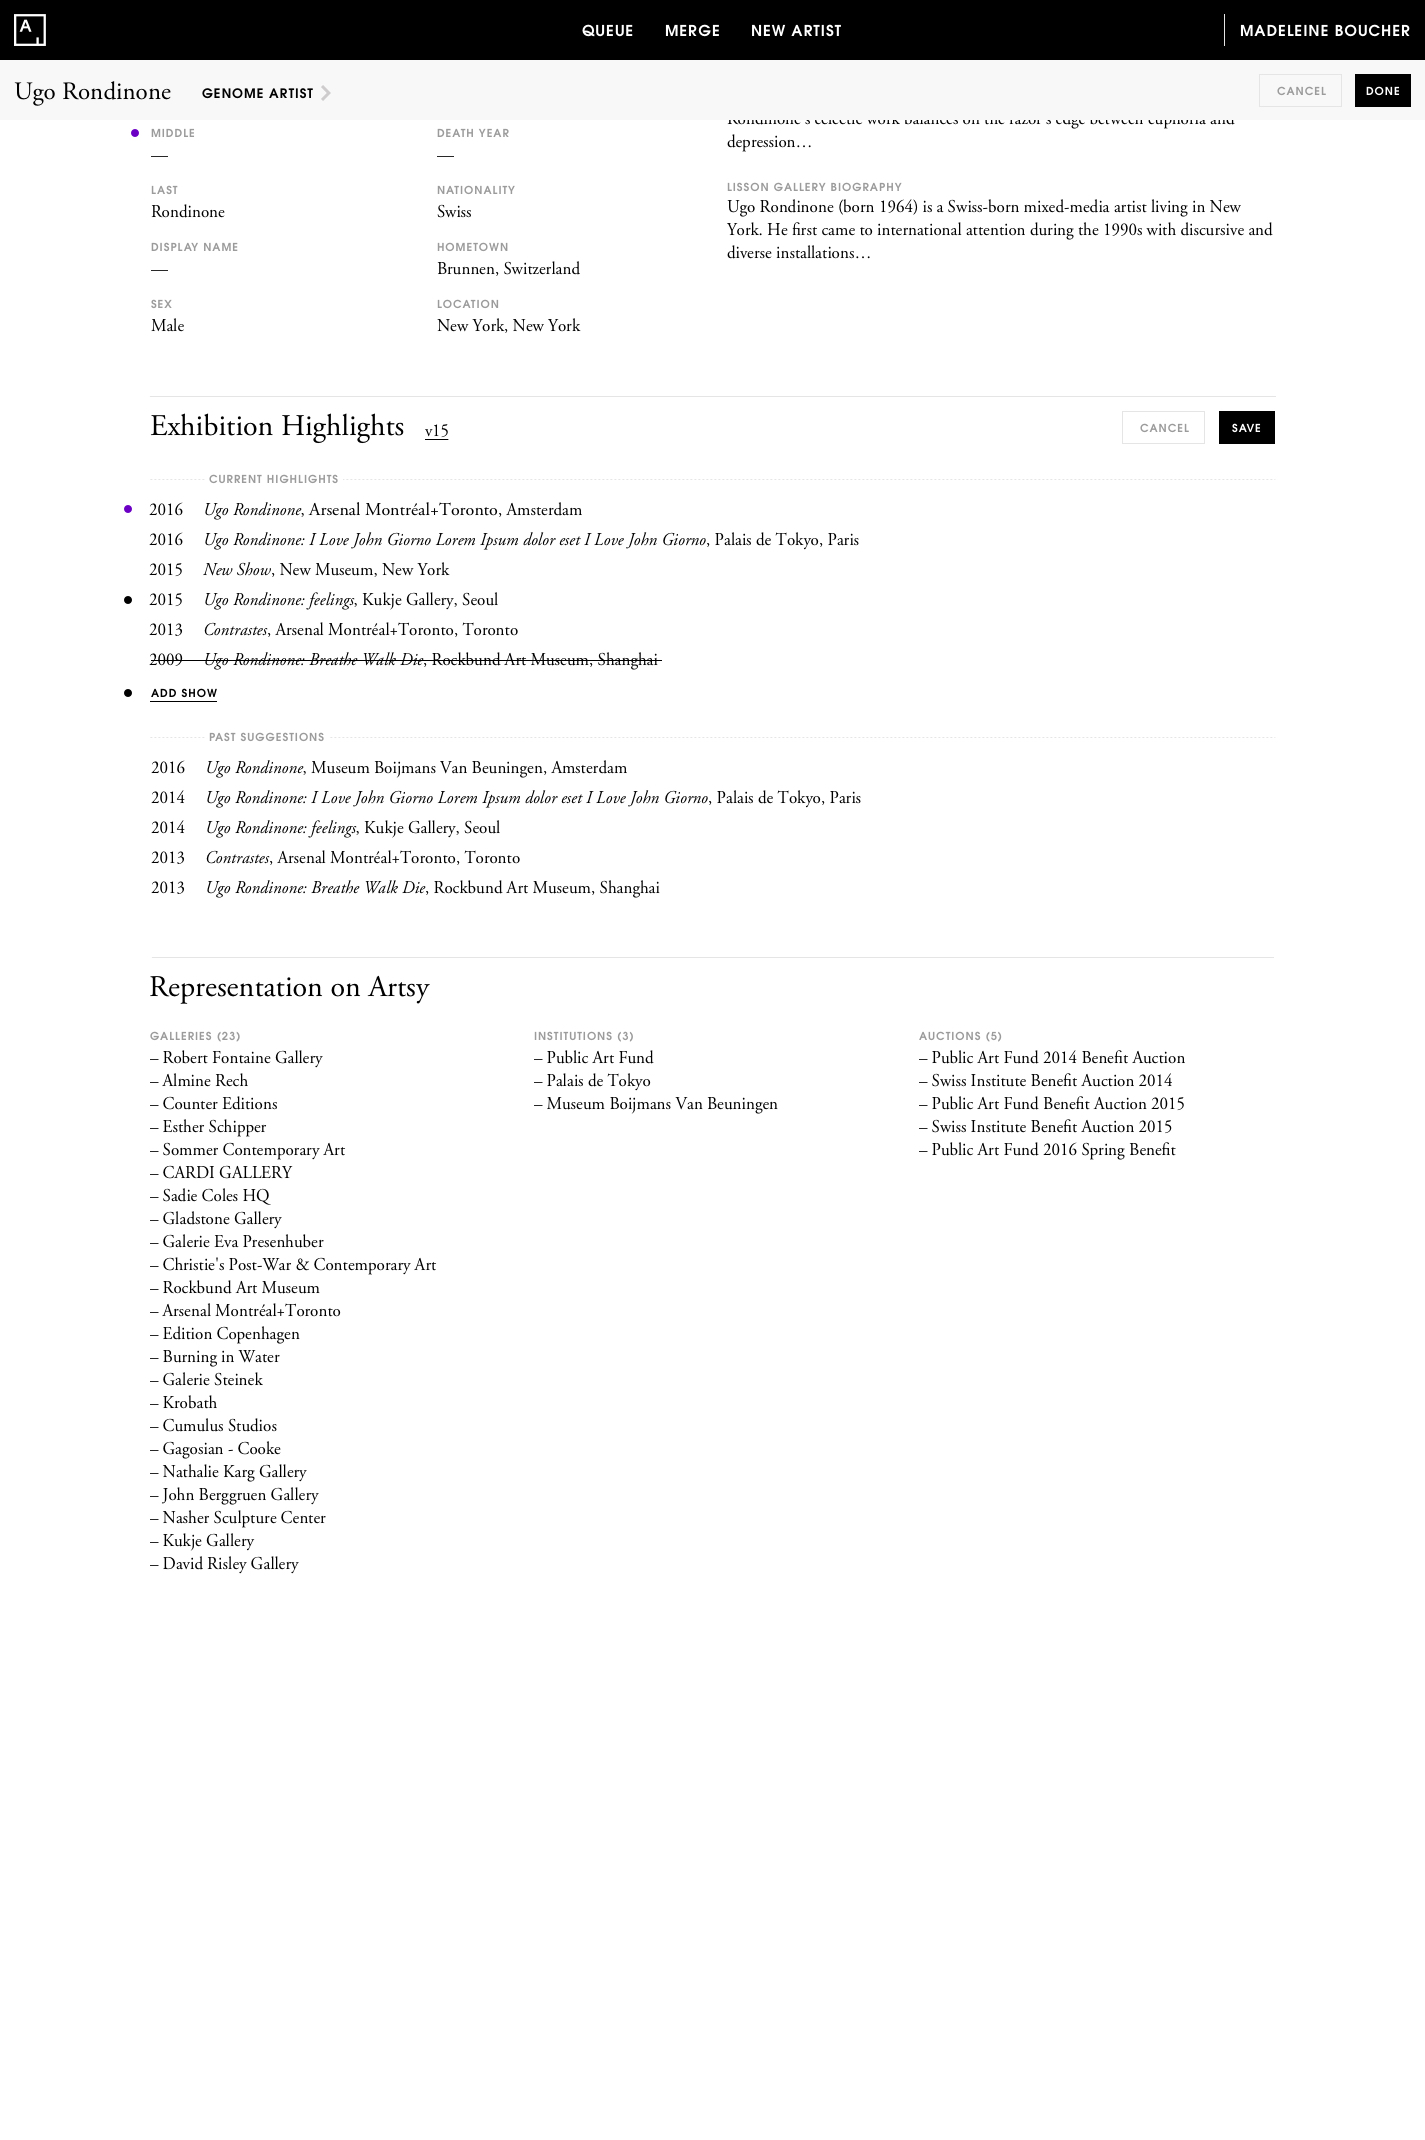 A
QUEUE MERGE NEW ARTIST
MADELEINE BOUCHER
Ugo Rondinone GENOME ARTIST
CANCEL DONE
MIDDLE
—
LAST
Rondinone
DISPLAY NAME
—
SEX
Male
DEATH YEAR
—
NATIONALITY
Swiss
HOMETOWN
Brunnen, Switzerland
LOCATION
New York, New York
Rondinone's eclectic work balances on the razor's edge between euphoria and
depression…
LISSON GALLERY BIOGRAPHY
Ugo Rondinone (born 1964) is a Swiss-born mixed-media artist living in New
York. He first came to international attention during the 1990s with discursive and
diverse installations…
Exhibition Highlights v15
CANCEL SAVE
CURRENT HIGHLIGHTS
2016 Ugo Rondinone, Arsenal Montréal+Toronto, Amsterdam
2016 Ugo Rondinone: I Love John Giorno Lorem Ipsum dolor eset I Love John Giorno, Palais de Tokyo, Paris
2015 New Show, New Museum, New York
2015 Ugo Rondinone: feelings, Kukje Gallery, Seoul
2013 Contrastes, Arsenal Montréal+Toronto, Toronto
2009 Ugo Rondinone: Breathe Walk Die, Rockbund Art Museum, Shanghai
ADD SHOW
PAST SUGGESTIONS
2016 Ugo Rondinone, Museum Boijmans Van Beuningen, Amsterdam
2014 Ugo Rondinone: I Love John Giorno Lorem Ipsum dolor eset I Love John Giorno, Palais de Tokyo, Paris
2014 Ugo Rondinone: feelings, Kukje Gallery, Seoul
2013 Contrastes, Arsenal Montréal+Toronto, Toronto
2013 Ugo Rondinone: Breathe Walk Die, Rockbund Art Museum, Shanghai
Representation on Artsy
GALLERIES (23)
– Robert Fontaine Gallery
– Almine Rech
– Counter Editions
– Esther Schipper
– Sommer Contemporary Art
– CARDI GALLERY
– Sadie Coles HQ
– Gladstone Gallery
– Galerie Eva Presenhuber
– Christie's Post-War & Contemporary Art
– Rockbund Art Museum
– Arsenal Montréal+Toronto
– Edition Copenhagen
– Burning in Water
– Galerie Steinek
– Krobath
– Cumulus Studios
– Gagosian - Cooke
– Nathalie Karg Gallery
– John Berggruen Gallery
– Nasher Sculpture Center
– Kukje Gallery
– David Risley Gallery
INSTITUTIONS (3)
– Public Art Fund
– Palais de Tokyo
– Museum Boijmans Van Beuningen
AUCTIONS (5)
– Public Art Fund 2014 Benefit Auction
– Swiss Institute Benefit Auction 2014
– Public Art Fund Benefit Auction 2015
– Swiss Institute Benefit Auction 2015
– Public Art Fund 2016 Spring Benefit